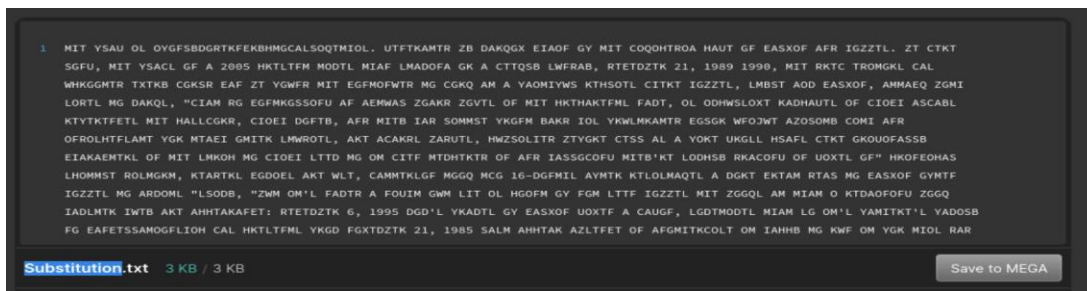 1 MIT YSAU OL OYGFSBDGRTKFEKBHMGCALSOQTMIOL. UTFTKAMTR ZB DAKQGX EIAOF GY MIT COQOHTROA HAUT GF EASXOF AFR IGZZTL. ZT CTKT
SGFU, MIT YSACL GF A 2005 HKTLTFM MODTL MIAF LMADOFA GK A CTTQSB LWFRAB, RTETDZTK 21, 1989 1990, MIT RKTC TROMGKL CAL
WHKGGMTR TXTKB CGKSR EAF ZT YGWFR MIT EGFMOFWTR MG CGKQ AM A YAOMIYWS KTHSOTL CITKT IGZZTL, LMBST AOD EASXOF, AMMAEQ ZGMI
LORTL MG DAKQL, "CIAM RG EGFMKGSSOFU AF AEMWAS ZGAKR ZGVTL OF MIT HKTHAKTFML FADT, OL ODHWSLOXT KADHAUTL OF CIOEI ASCABL
KTYTKTFETL MIT HALLCGKR, CIOEI DGFTB, AFR MITB IAR SOMMST YKGFM BAKR IOL YKWLMKAMTR EGSGK WFOJWT AZOSOMB COMI AFR
OFROLHTFLAMT YGK MTAEI GMITK LMWROTL, AKT ACAKRL ZARUTL, HWZSOLITR ZTYGKT CTSS AL A YOKT UKGLL HSAFL CTKT GKOUOFASSB
EIAKAEMTKL OF MIT LMKOH MG CIOEI LTTD MG OM CITF MTDHTKTR OF AFR IASSGCOFU MITB'KT LODHSB RKACOFU OF UOXTL GF" HKOFEOHAS
LHOMMST ROLMGKM, KTARTKL EGDOEL AKT WLT, CAMMTKLGF MGGQ MCG 16-DGFMIL AYMTK KTLOLMAQTL A DGKT EKTAM RTAS MG EASXOF GYMTF
IGZZTL MG ARDOML "LSODB, "ZWM OM'L FADTR A FOUIM GWM LIT OL HGOFM GY FGM LTTF IGZZTL MIT ZGGQL AM MIAM O KTDAOFOFU ZGGQ
IADLMTK IWTB AKT AHHTAKAFET: RTETDZTK 6, 1995 DGD'L YKADTL GY EASXOF UOXTF A CAUGF, LGDTMODTL MIAM LG OM'L YAMITKT'L YADOSB
FG EAFETSSAMOGFLIOH CAL HKTLTFML YKGD FGXTDZTK 21, 1985 SALM AHHTAK AZLTFET OF AFGMITKCOLT OM IAHHB MG KWF OM YGK MIOL RAR
Substitution.txt 3 KB / 3 KB Save to MEGA